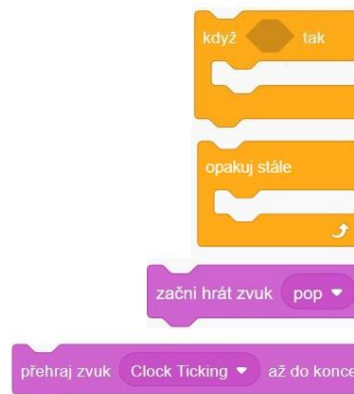 když tak
opakuj stále
začni hrát zvuk pop
přehraj zvuk Clock Ticking až do konce